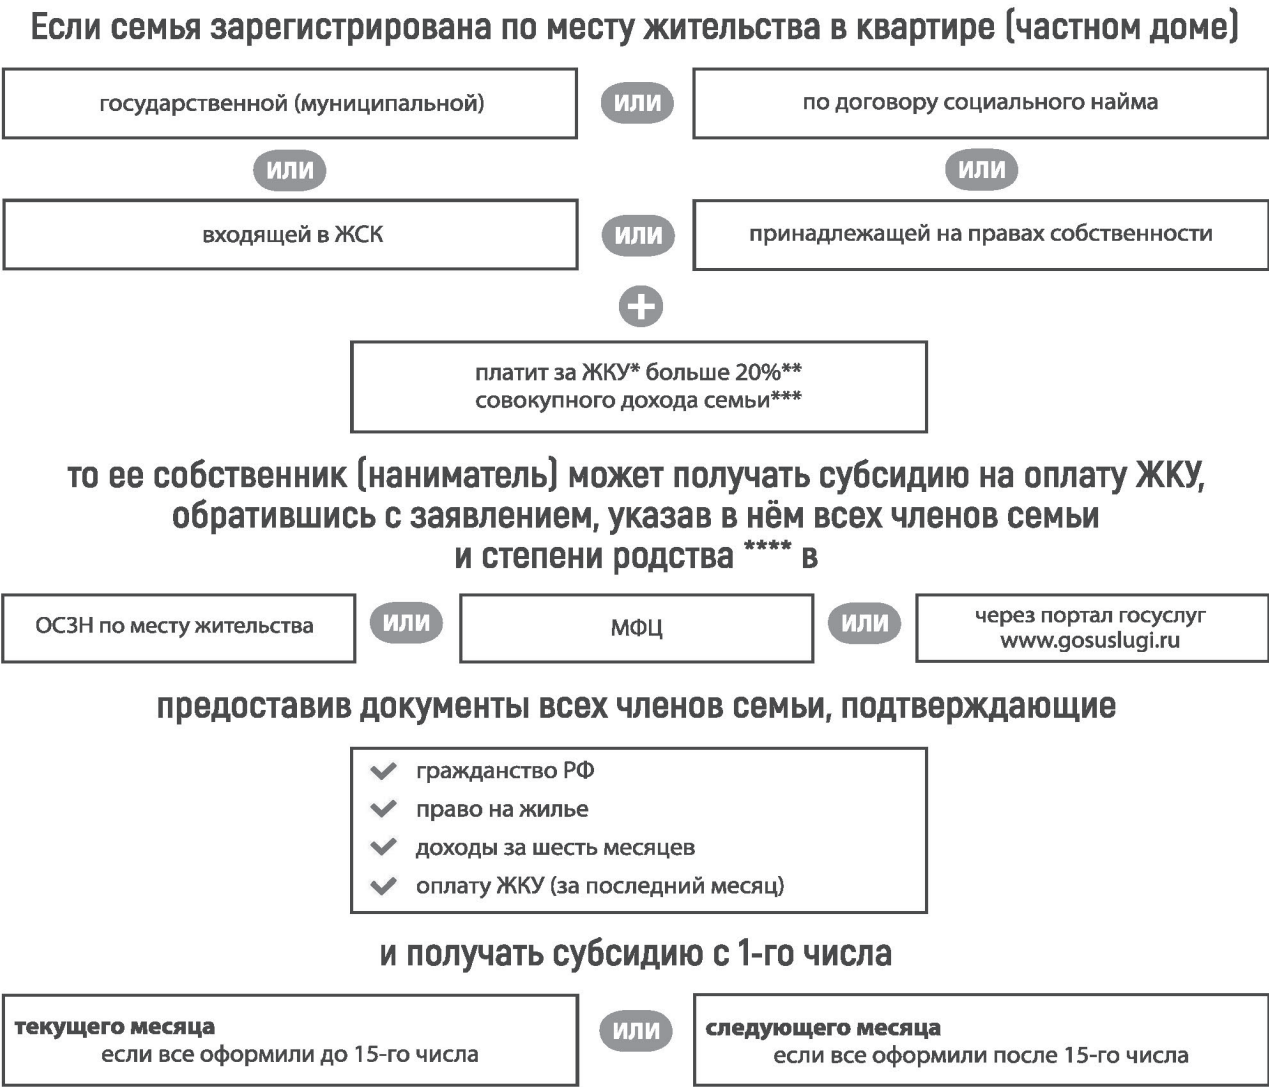 Если семья зарегистрирована по месту жительства в квартире (частном доме)
государственной (муниципальной)
ИЛИ
по договору социального найма
ИЛИ
ИЛИ
входящей в ЖСК
ИЛИ
принадлежащей на правах собственности
+
платит за ЖКУ* больше 20%**
совокупного дохода семьи***
то ее собственник (наниматель) может получать субсидию на оплату ЖКУ,
обратившись с заявлением, указав в нём всех членов семьи
и степени родства **** в
ОСЗН по месту жительства
ИЛИ
МФЦ
ИЛИ
через портал госуслуг
www.gosuslugi.ru
предоставив документы всех членов семьи, подтверждающие
гражданство РФ
право на жилье
доходы за шесть месяцев
оплату ЖКУ (за последний месяц)
и получать субсидию с 1-го числа
текущего месяца
если все оформили до 15-го числа
ИЛИ
следующего месяца
если все оформили после 15-го числа